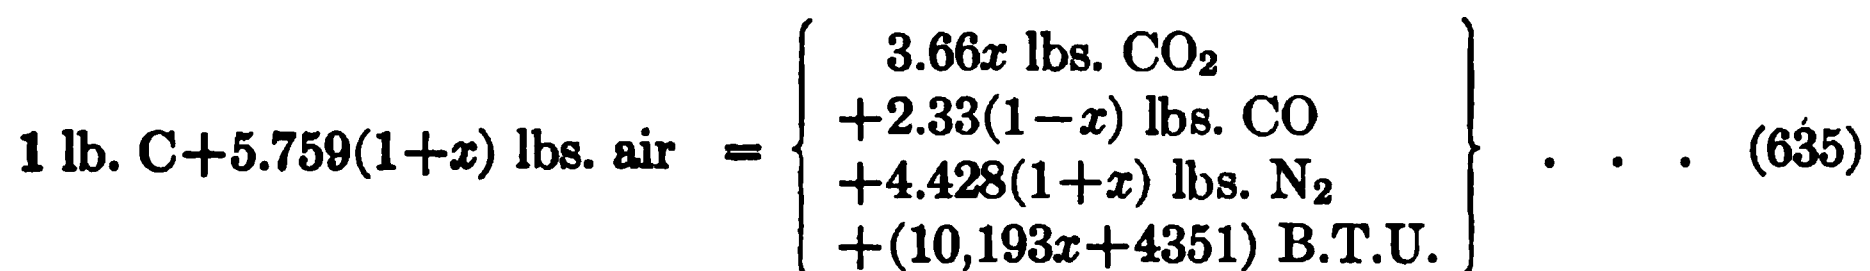 3.66x lbs. CO₂
+2.33(1−x) lbs. CO
1 lb. C+5.759(1+x) lbs. air = . . . (635)
+4.428(1+x) lbs. N₂
+(10,193x+4351) B.T.U.